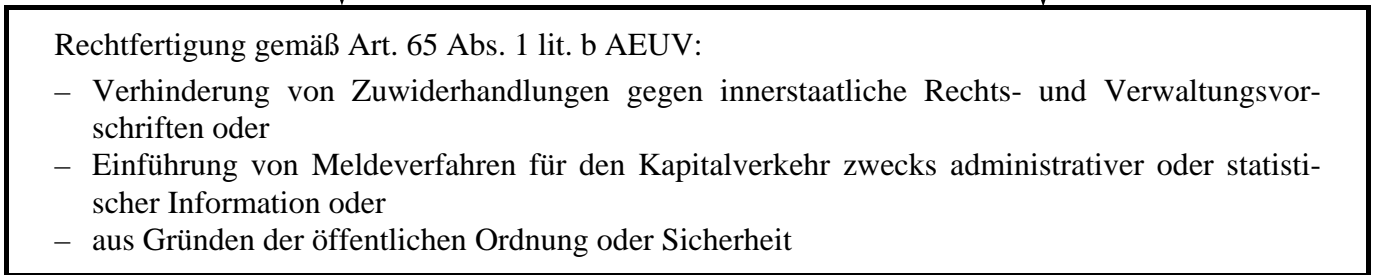 Rechtfertigung gemäß Art. 65 Abs. 1 lit. b AEUV:
– Verhinderung von Zuwiderhandlungen gegen innerstaatliche Rechts- und Verwaltungsvor-
schriften oder
– Einführung von Meldeverfahren für den Kapitalverkehr zwecks administrativer oder statisti-
scher Information oder
– aus Gründen der öffentlichen Ordnung oder Sicherheit